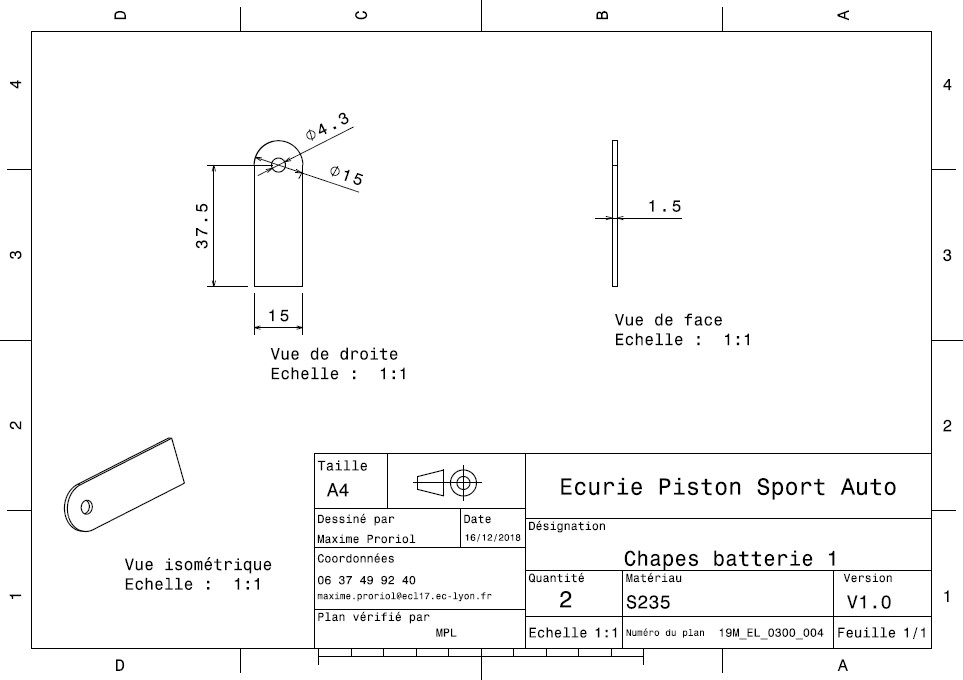 D C B A
4 4
Ø4.3
Ø15
37.5
1.5
3 3
15
Vue de face
Echelle : 1:1
Vue de droite
Echelle : 1:1
2 2
Taille
A4
Ecurie Piston Sport Auto
Dessiné par
Date
Maxime Proriol
16/12/2018
Désignation
Chapes batterie 1
Coordonnées
06 37 49 92 40
maxime.proriol@ecl17.ec-lyon.fr
Vue isométrique
Echelle : 1:1
Quantité
2
Matériau
S235
Version
V1.0
1 1
Plan vérifié par
MPL
Echelle 1:1
Numéro du plan 19M_EL_0300_004
Feuille 1/1
D A